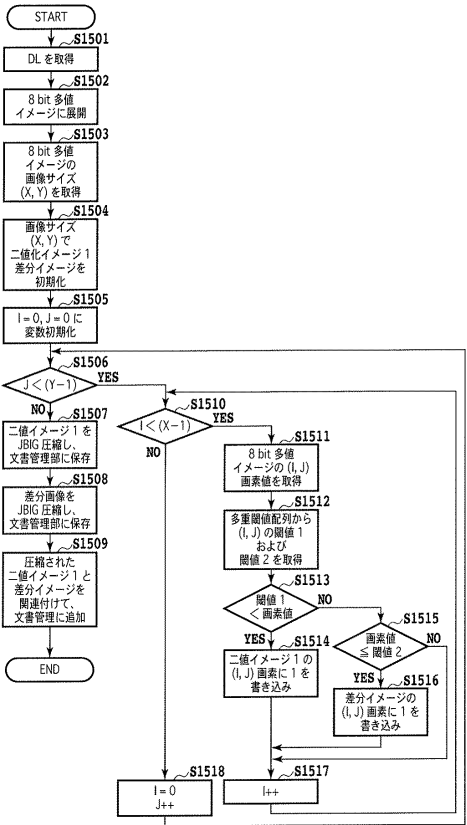 START
S1501
DL を取得
S1502
8 bit 多値
イメージに展開
S1503
8 bit 多値
イメージの
画像サイズ
(X, Y) を取得
S1504
画像サイズ
(X, Y) で
二値化イメージ 1
差分イメージを
初期化
S1505
I = 0, J = 0 に
変数初期化
S1506
J < (Y−1)
YES
NO
S1507
二値イメージ 1 を
JBIG 圧縮し、
文書管理部に保存
S1508
差分画像を
JBIG 圧縮し、
文書管理部に保存
S1509
圧縮された
二値イメージ 1 と
差分イメージを
関連付けて、
文書管理に追加
END
S1510
I < (X−1)
YES
NO
S1511
8 bit 多値
イメージの (I, J)
画素値を取得
S1512
多重閾値配列から
(I, J) の閾値 1
および
閾値 2 を取得
S1513
閾値 1
< 画素値
NO
YES
S1514
二値イメージ 1 の
(I, J) 画素に 1 を
書き込み
S1515
画素値
≦ 閾値 2
NO
YES
S1516
差分イメージの
(I, J) 画素に 1 を
書き込み
S1517
I++
S1518
I = 0
J++